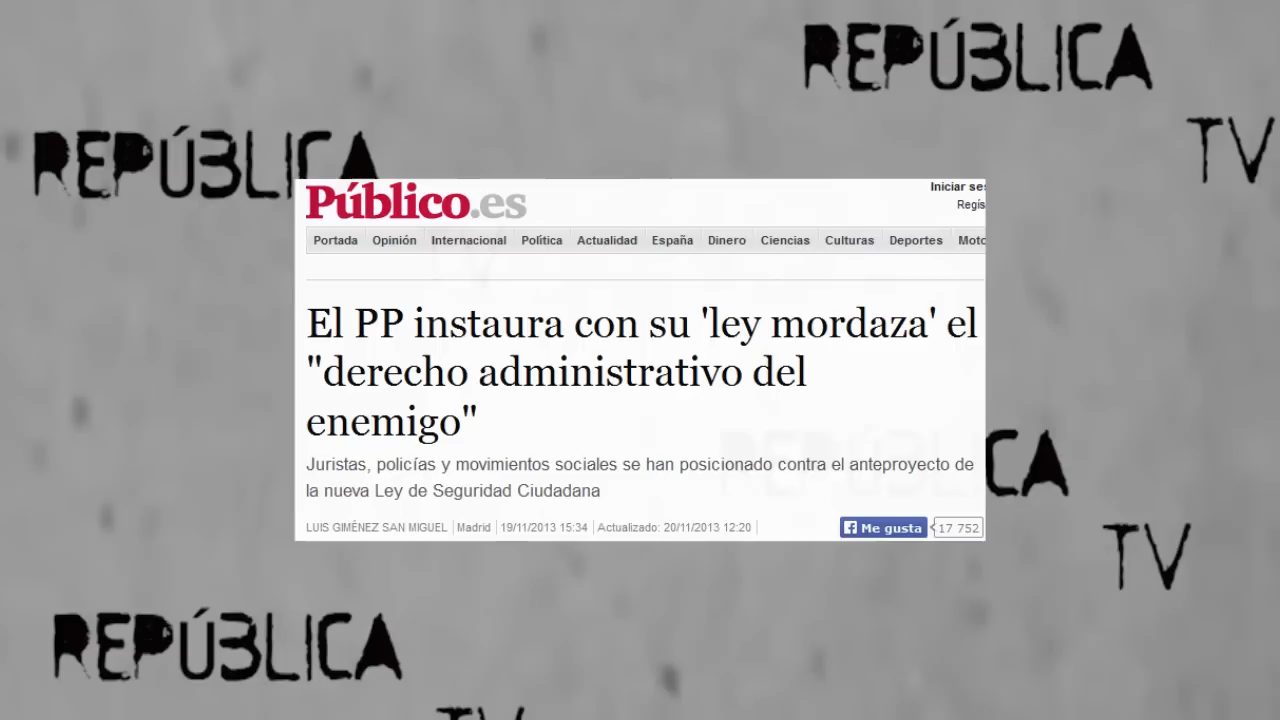 REPÚBLICA
TV
REPÚBLICA
Público.es
Iniciar ses
Regís
Portada Opinión Internacional Política Actualidad España Dinero Ciencias Culturas Deportes Moto
El PP instaura con su 'ley mordaza' el
"derecho administrativo del
enemigo"
Juristas, policías y movimientos sociales se han posicionado contra el anteproyecto de
la nueva Ley de Seguridad Ciudadana
LUIS GIMÉNEZ SAN MIGUEL Madrid 19/11/2013 15:34 Actualizado: 20/11/2013 12:20
Me gusta 17 752
REPÚBLICA
TV
REPÚBLICA
TV